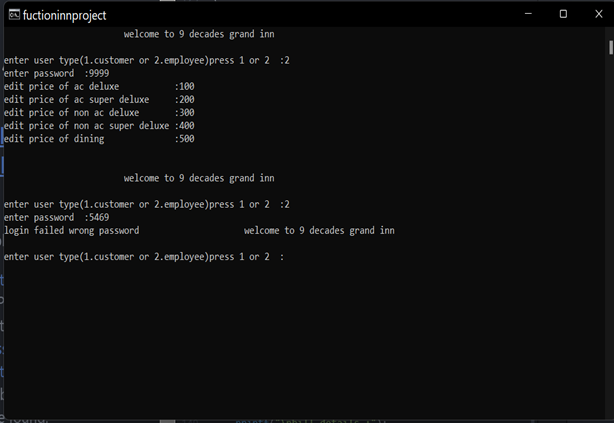 fuctioninnproject
welcome to 9 decades grand inn
enter user type(1.customer or 2.employee)press 1 or 2  :2
enter password  :9999
edit price of ac deluxe             :100
edit price of ac super deluxe      :200
edit price of non ac deluxe        :300
edit price of non ac super deluxe :400
edit price of dining                :500
welcome to 9 decades grand inn
enter user type(1.customer or 2.employee)press 1 or 2  :2
enter password  :5469
login failed wrong password                        welcome to 9 decades grand inn
enter user type(1.customer or 2.employee)press 1 or 2  :